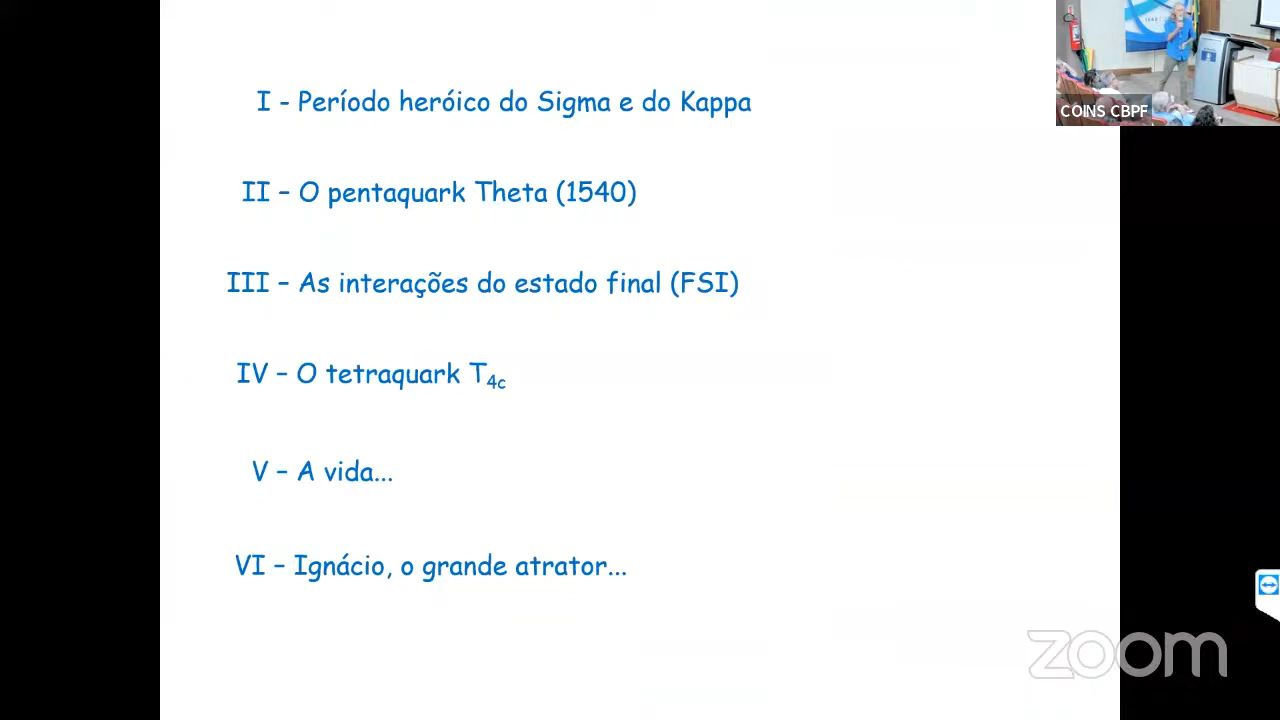 I - Período heróico do Sigma e do Kappa
COINS CBPF
II – O pentaquark Theta (1540)
III – As interações do estado final (FSI)
IV – O tetraquark T4c
V – A vida...
VI – Ignácio, o grande atrator...
zoom